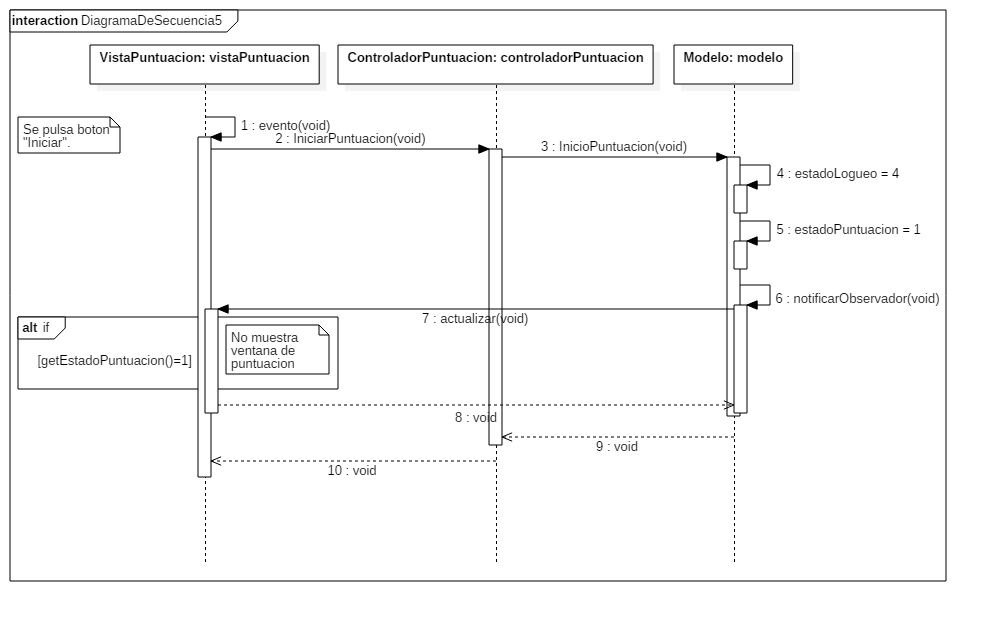 interaction DiagramaDeSecuencia5
VistaPuntuacion: vistaPuntuacion
ControladorPuntuacion: controladorPuntuacion
Modelo: modelo
Se pulsa boton
"Iniciar".
1 : evento(void)
2 : IniciarPuntuacion(void)
3 : InicioPuntuacion(void)
4 : estadoLogueo = 4
5 : estadoPuntuacion = 1
6 : notificarObservador(void)
7 : actualizar(void)
alt if
[getEstadoPuntuacion()=1]
No muestra
ventana de
puntuacion
8 : void
9 : void
10 : void